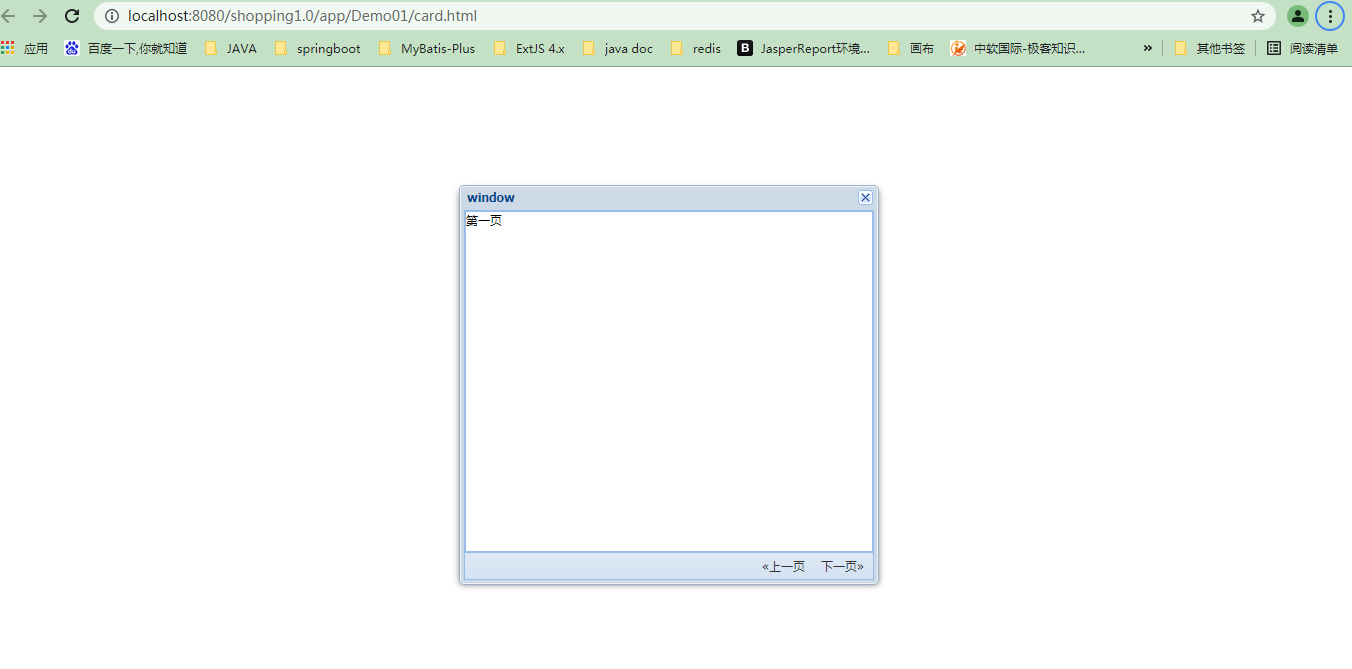 localhost:8080/shopping1.0/app/Demo01/card.html
应用 百度一下,你就知道 JAVA springboot MyBatis-Plus ExtJS 4.x java doc redis B JasperReport环境... 画布 中软国际-极客知识... » 其他书签 阅读清单
window
第一页
«上一页 下一页»